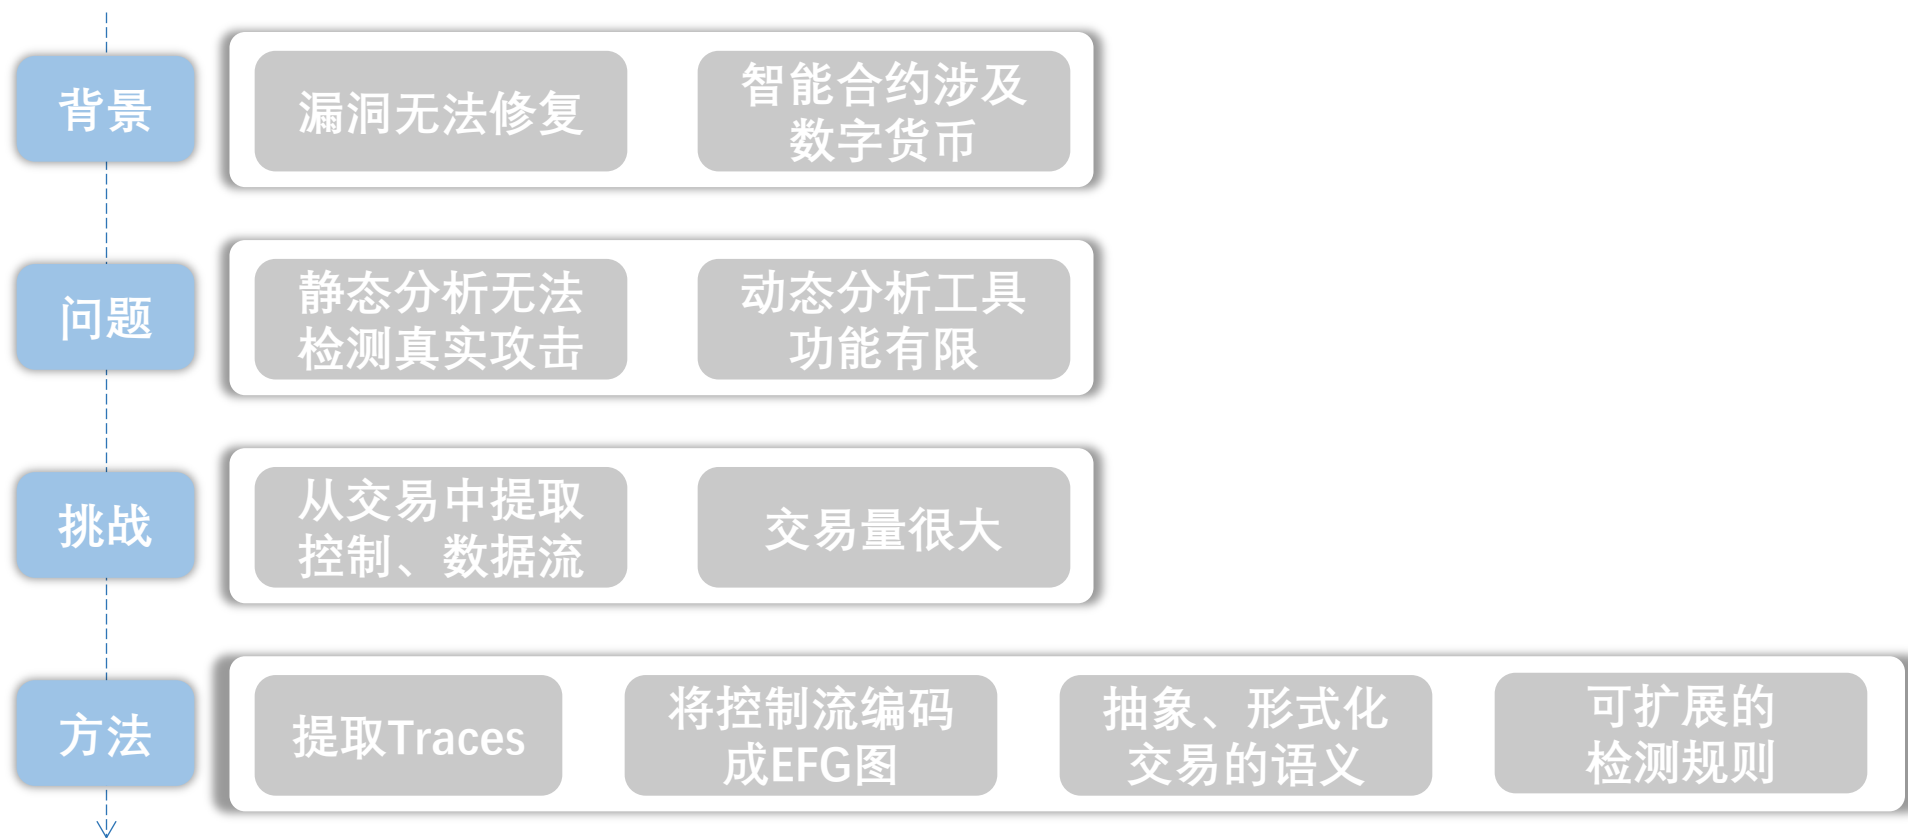 背景
漏洞无法修复
智能合约涉及
数字货币
问题
静态分析无法
检测真实攻击
动态分析工具
功能有限
挑战
从交易中提取
控制、数据流
交易量很大
方法
提取Traces
将控制流编码
成EFG图
抽象、形式化
交易的语义
可扩展的
检测规则